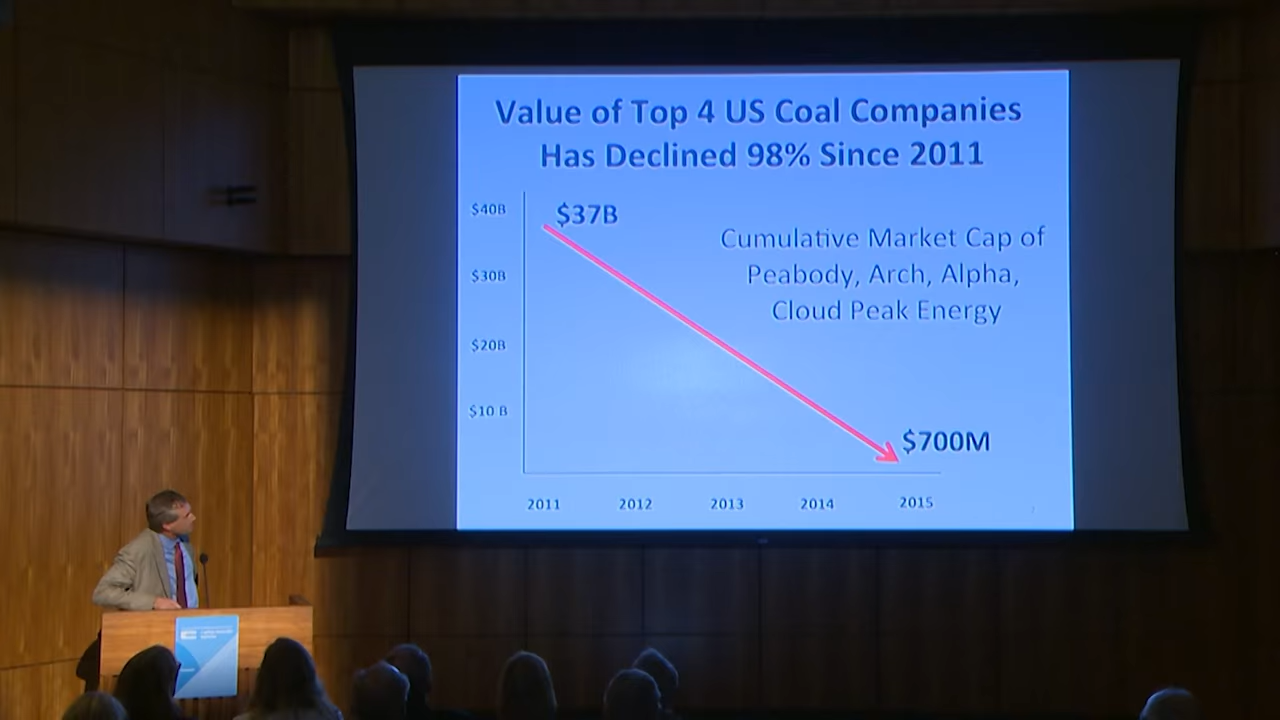 Value of Top 4 US Coal Companies
Has Declined 98% Since 2011
$40B
$37B
Cumulative Market Cap of
Peabody, Arch, Alpha,
Cloud Peak Energy
$30B
$20B
$10 B
$700M
2011 2012 2013 2014 2015